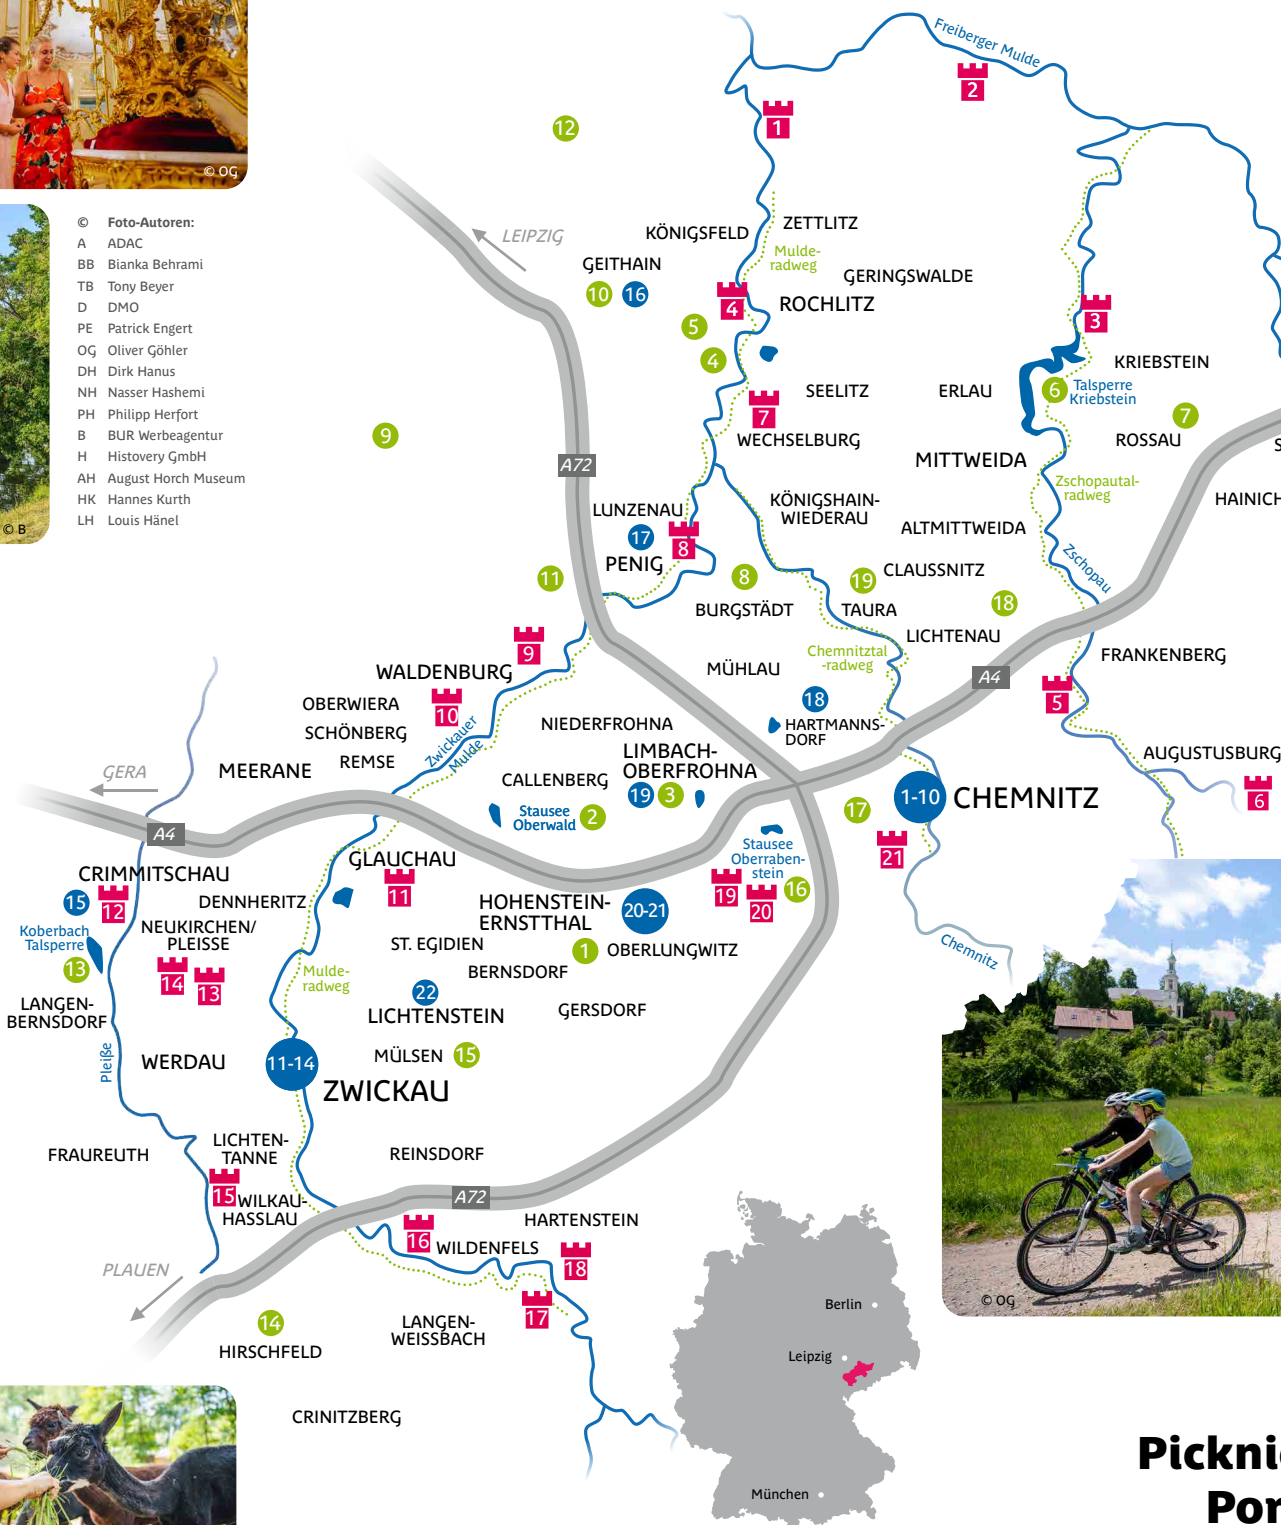 © OG
© Foto-Autoren:
A ADAC
BB Bianka Behrami
TB Tony Beyer
D DMO
PE Patrick Engert
OG Oliver Göhler
DH Dirk Hanus
NH Nasser Hashemi
PH Philipp Herfort
B BUR Werbeagentur
H Histovery GmbH
AH August Horch Museum
HK Hannes Kurth
LH Louis Hänel
© B
Freiberger Mulde
2
1
12
LEIPZIG
KÖNIGSFELD
ZETTLITZ
Mulde-
radweg
GEITHAIN
10 16
GERINGSWALDE
4
ROCHLITZ
5
4
3
KRIEBSTEIN
SEELITZ
ERLAU
6
Talsperre
Kriebstein
7
7
WECHSELBURG
ROSSAU
9
A72
MITTWEIDA
Zschopautal-
radweg
S
HAINICH
LUNZENAU
17
8
PENIG
KÖNIGSHAIN-
WIEDERAU
ALTMITTWEIDA
Zschopau
11
8
BURGSTÄDT
19
CLAUSSNITZ
TAURA
18
LICHTENAU
9
WALDENBURG
10
MÜHLAU
Chemnitztal
-radweg
A4
FRANKENBERG
5
OBERWIERA
SCHÖNBERG
REMSE
MEERANE
Zwickauer
Mulde
NIEDERFROHNA
LIMBACH-
OBERFROHNA
19 3
18
HARTMANNS-
DORF
AUGUSTUSBURG
6
GERA
CALLENBERG
Stausee
Oberwald
2
17
1-10
CHEMNITZ
21
A4
CRIMMITSCHAU
15
12
GLAUCHAU
11
Stausee
Oberraben-
stein
19
20
16
DENNHERITZ
HOHENSTEIN-
ERNSTTHAL
20-21
Koberbach
Talsperre
13
NEUKIRCHEN/
PLEISSE
14
13
ST. EGIDIEN
1
OBERLUNGWITZ
Chemnitz
BERNSDORF
Mulde-
radweg
LANGEN-
BERNSDORF
22
LICHTENSTEIN
GERSDORF
Pleiße
WERDAU
11-14
ZWICKAU
MÜLSEN
15
FRAUREUTH
LICHTEN-
TANNE
REINSDORF
15
WILKAU-
HASSLAU
A72
16
WILDENFELS
HARTENSTEIN
18
PLAUEN
17
14
HIRSCHFELD
LANGEN-
WEISSBACH
CRINITZBERG
Berlin
Leipzig
München
© OG
Pickni
Por